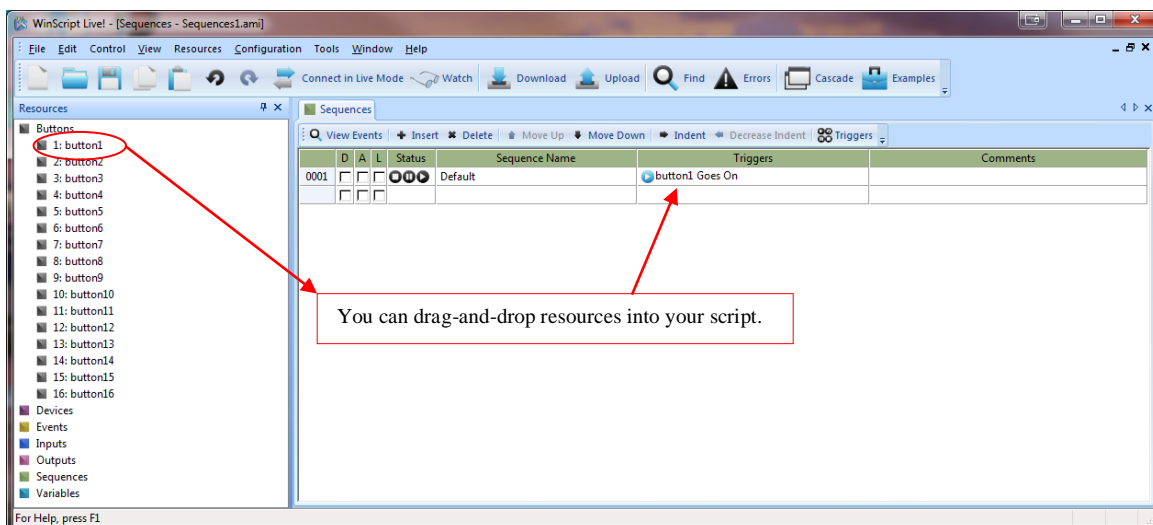 WinScript Live! - [Sequences - Sequences1.ami]
File Edit Control View Resources Configuration Tools Window Help
Connect in Live Mode Watch Download Upload Find Errors Cascade Examples
Resources
Buttons
1: button1
2: button2
3: button3
4: button4
5: button5
6: button6
7: button7
8: button8
9: button9
10: button10
11: button11
12: button12
13: button13
14: button14
15: button15
16: button16
Devices
Events
Inputs
Outputs
Sequences
Variables
Sequences
View Events Insert Delete Move Up Move Down Indent Decrease Indent Triggers
D A L Status Sequence Name Triggers Comments
0001 Default button1 Goes On
You can drag-and-drop resources into your script.
For Help, press F1